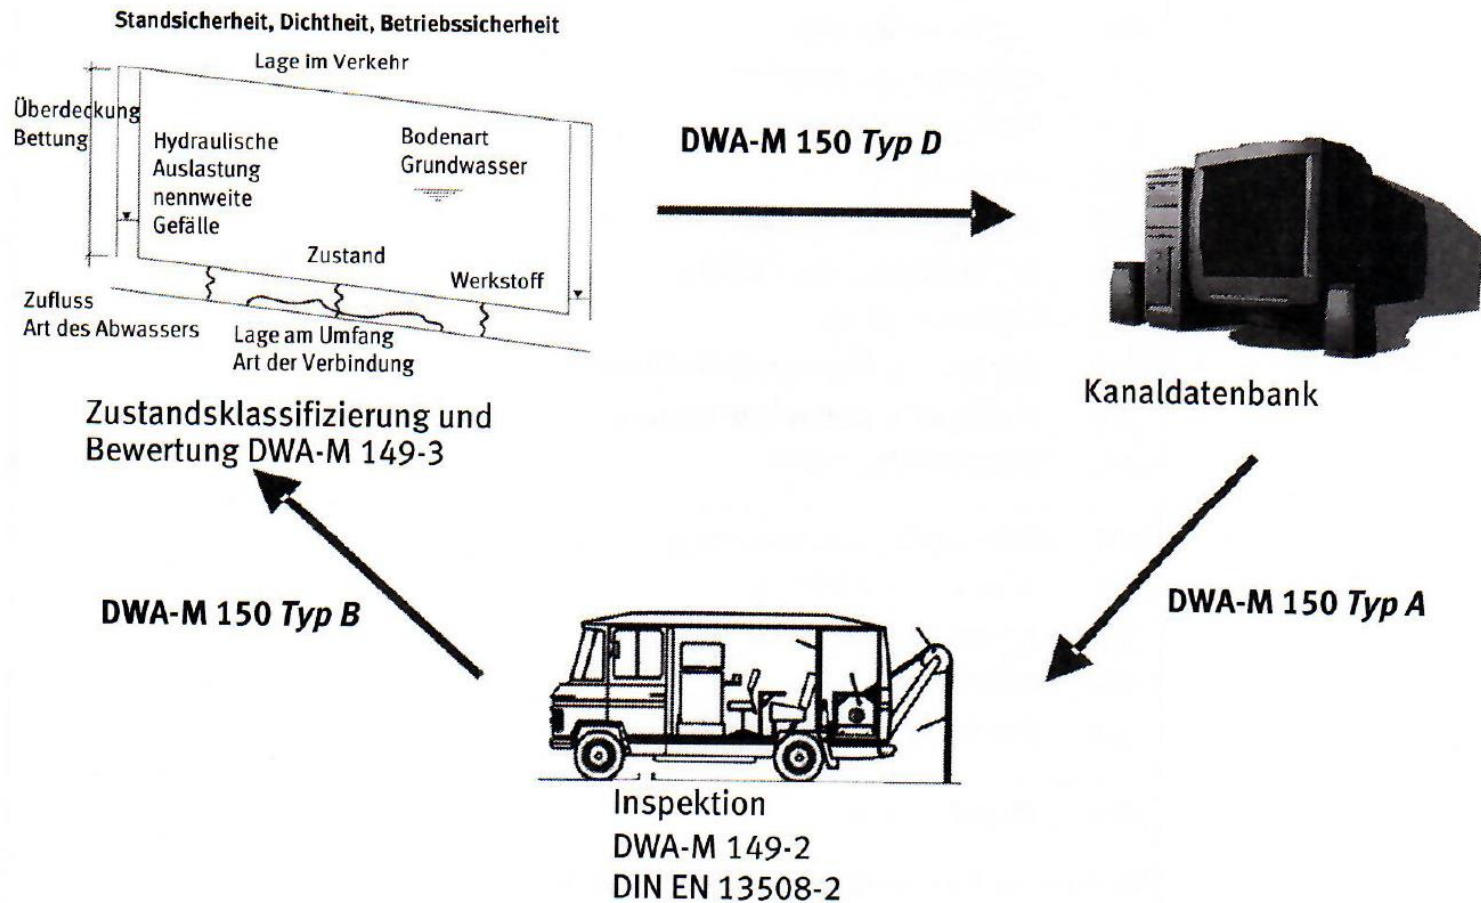 Standsicherheit, Dichtheit, Betriebssicherheit
Lage im Verkehr
Überdeckung
Bettung
Hydraulische
Auslastung
nennweite
Gefälle
Bodenart
Grundwasser
Zustand
Werkstoff
Zufluss
Art des Abwassers
Lage am Umfang
Art der Verbindung
Zustandsklassifizierung und
Bewertung DWA-M 149-3
DWA-M 150 Typ D
Kanaldatenbank
DWA-M 150 Typ A
DWA-M 150 Typ B
Inspektion
DWA-M 149-2
DIN EN 13508-2